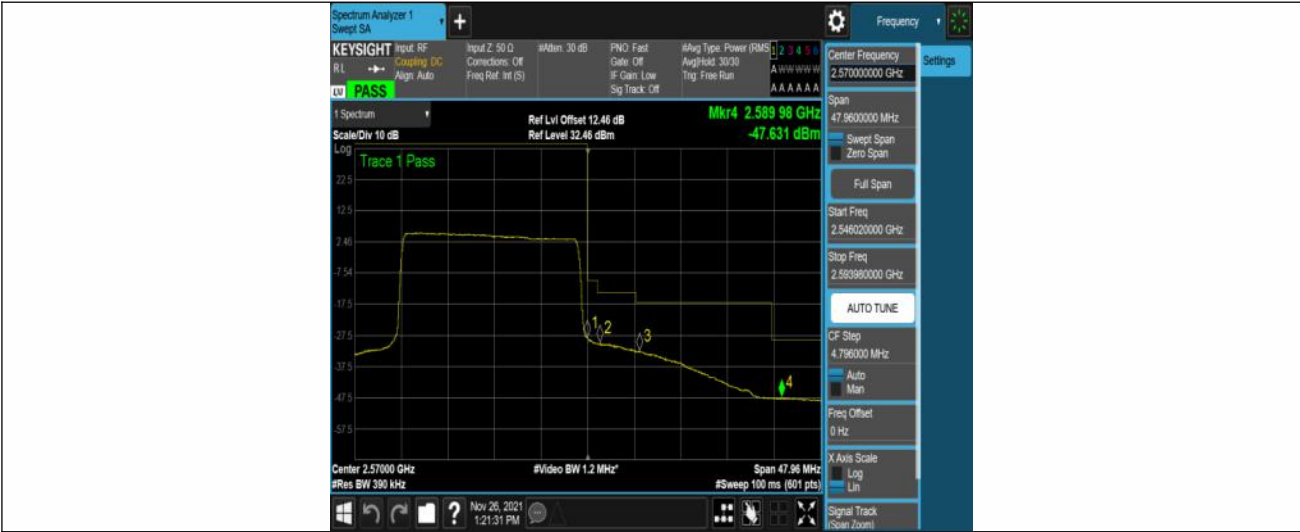 Spectrum Analyzer 1
Swept SA
+
Frequency
KEYSIGHT
RL
Input: RF
Coupling: DC
Align: Auto
Input Z: 50 Ω
Corrections: Off
Freq Ref: Int (S)
#Atten: 30 dB
PNO: Fast
Gate: Off
IF Gain: Low
Sig Track: Off
#Avg Type: Power (RMS
Avg|Hold: 30/30
Trig: Free Run
1 2 3 4 5 6
A W W W W W
A A A A A A
LXI PASS
1 Spectrum
Scale/Div 10 dB
Ref Lvl Offset 12.46 dB
Ref Level 32.46 dBm
Mkr4 2.589 98 GHz
-47.631 dBm
Log
Trace 1 Pass
22.5
12.5
2.46
-7.54
-17.5
-27.5
-37.5
-47.5
-57.5
1
2
3
4
Center 2.57000 GHz
#Res BW 390 kHz
#Video BW 1.2 MHz*
Span 47.96 MHz
#Sweep 100 ms (601 pts)
Center Frequency
2.570000000 GHz
Settings
Span
47.9600000 MHz
Swept Span
Zero Span
Full Span
Start Freq
2.546020000 GHz
Stop Freq
2.593980000 GHz
AUTO TUNE
CF Step
4.796000 MHz
Auto
Man
Freq Offset
0 Hz
X Axis Scale
Log
Lin
Signal Track
(Span Zoom)
?
Nov 26, 2021
1:21:31 PM